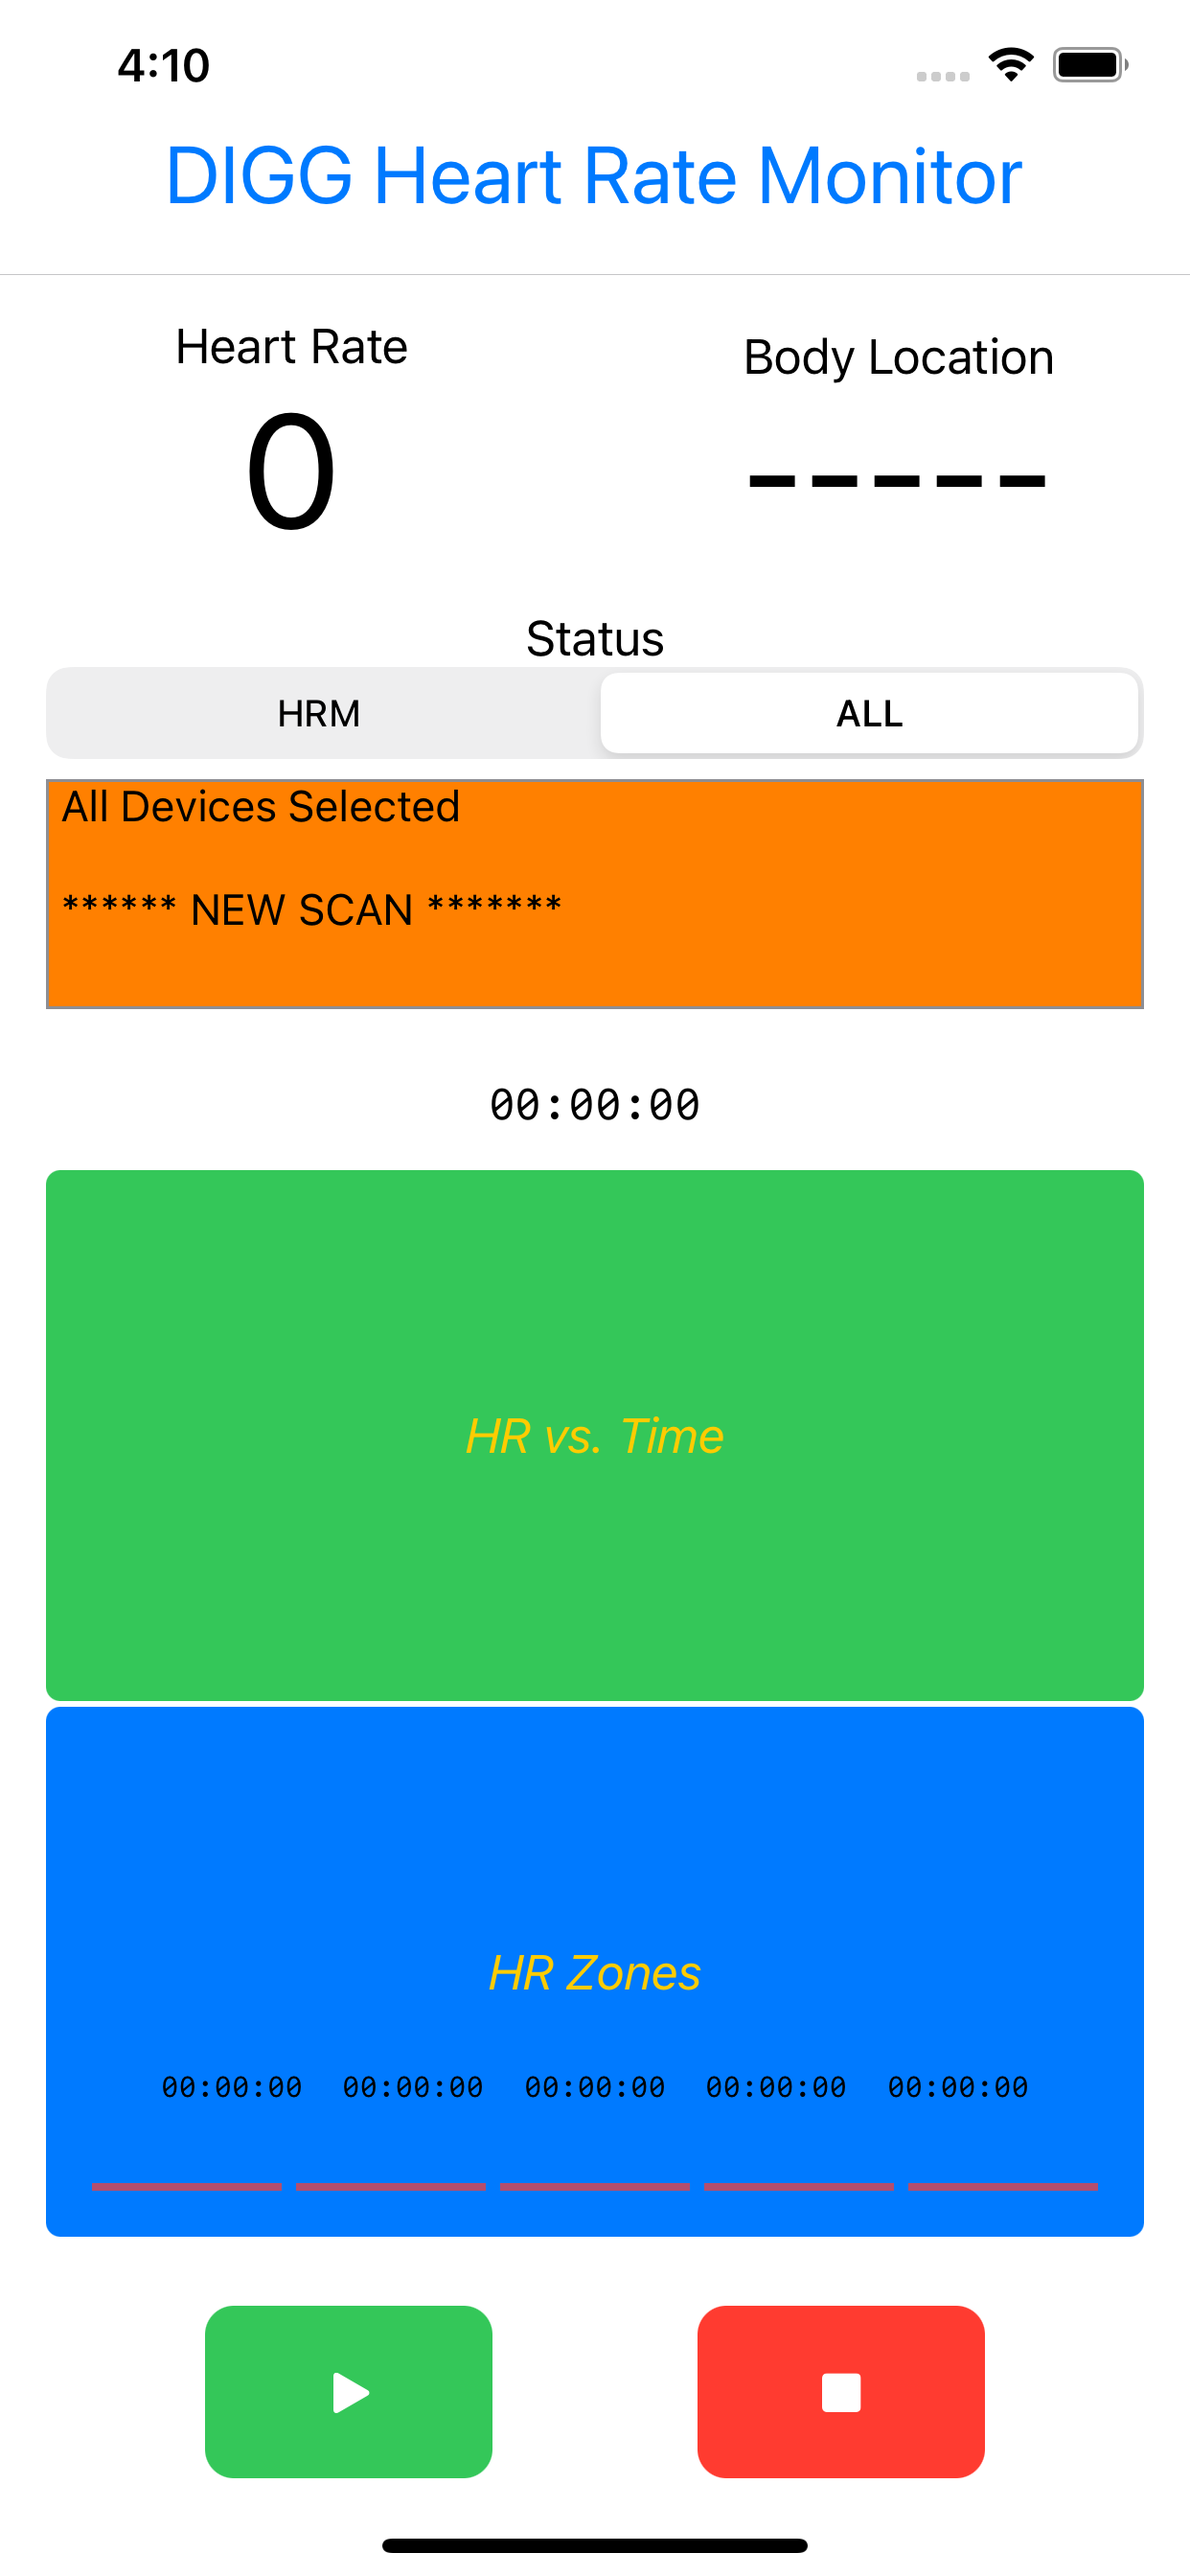 4:10
DIGG Heart Rate Monitor
Heart Rate
Body Location
0
-----
Status
HRM
ALL
All Devices Selected
****** NEW SCAN *******
00:00:00
HR vs. Time
HR Zones
00:00:00 00:00:00 00:00:00 00:00:00 00:00:00